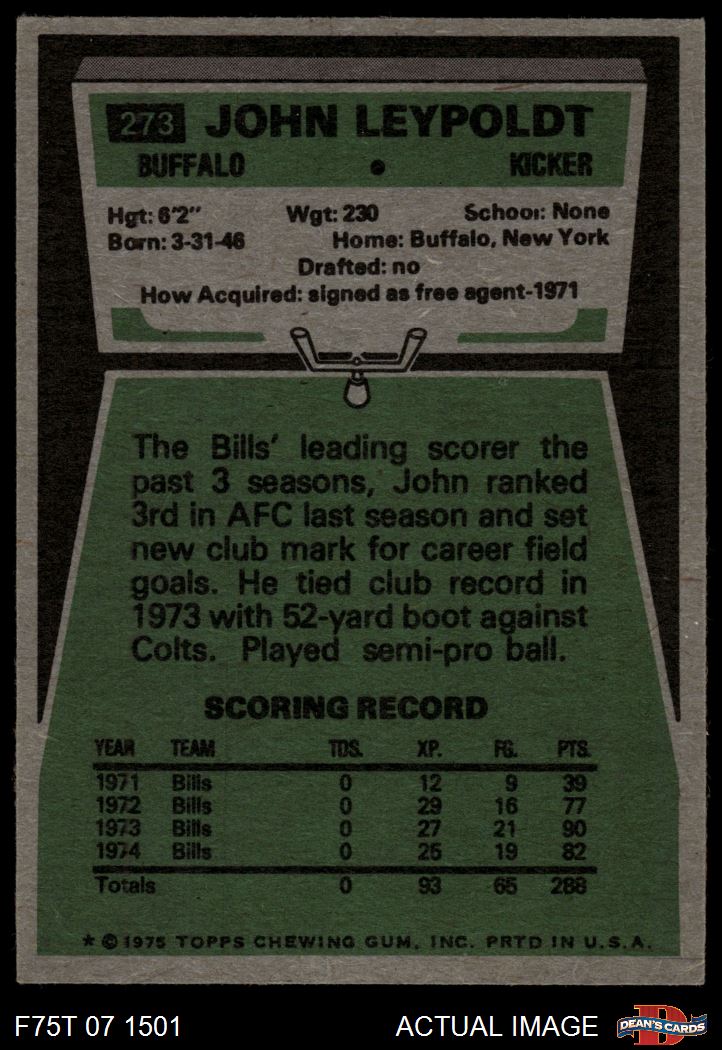 273 JOHN LEYPOLDT
BUFFALO • KICKER
Hgt: 6'2" Wgt: 230 School: None
Born: 3-31-46 Home: Buffalo, New York
Drafted: no
How Acquired: signed as free agent-1971
The Bills' leading scorer the
past 3 seasons, John ranked
3rd in AFC last season and set
new club mark for career field
goals. He tied club record in
1973 with 52-yard boot against
Colts. Played semi-pro ball.
SCORING RECORD
YEAR TEAM TDS. XP. FG. PTS.
1971 Bills 0 12 9 39
1972 Bills 0 29 16 77
1973 Bills 0 27 21 90
1974 Bills 0 25 19 82
Totals 0 93 65 288
* © 1975 TOPPS CHEWING GUM, INC. PRTD IN U.S.A.
F75T 07 1501 ACTUAL IMAGE D DEAN'S CARDS